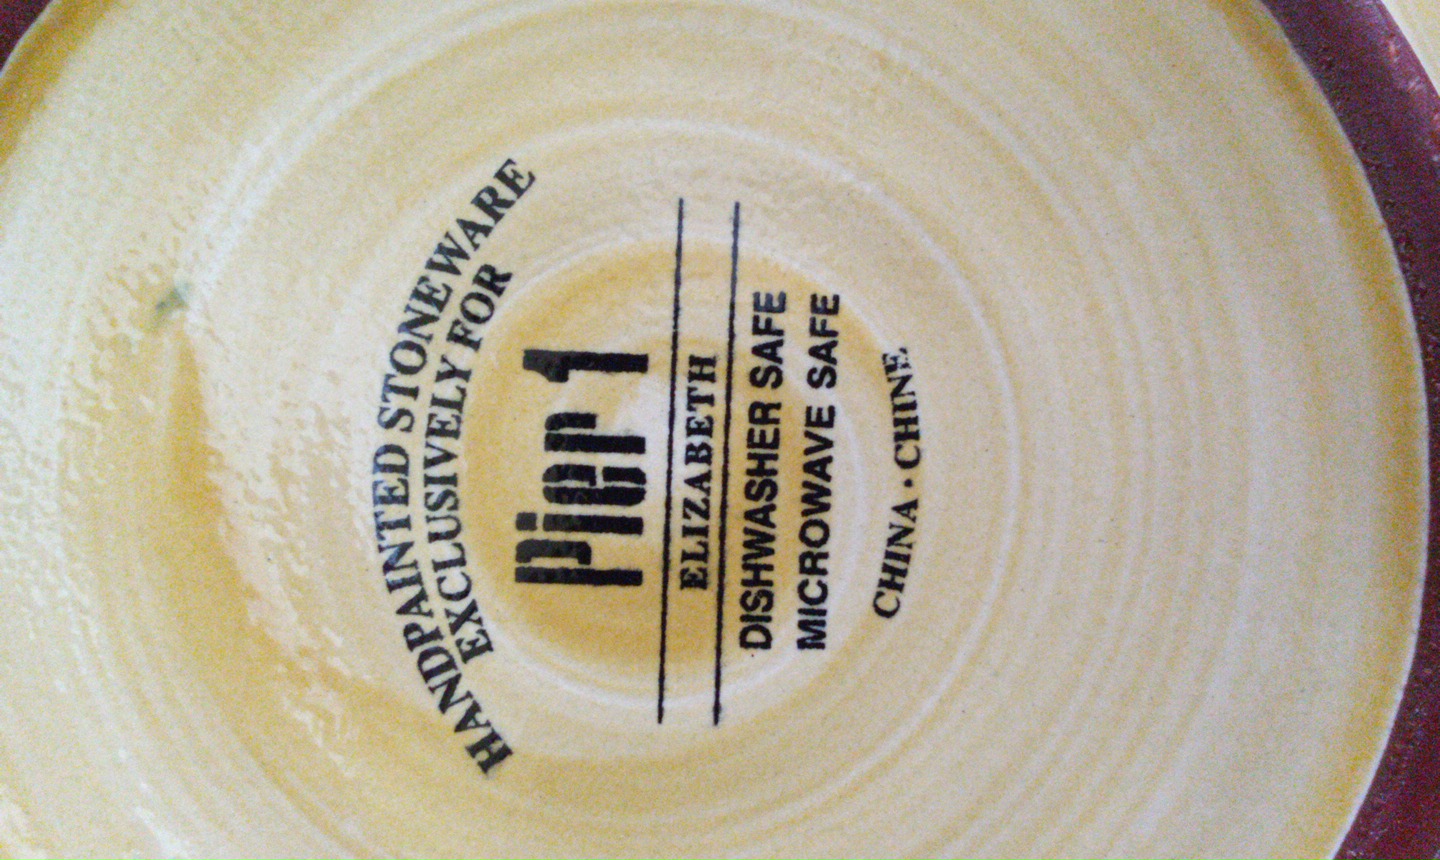 HANDPAINTED STONEWARE
EXCLUSIVELY FOR
Pier 1
ELIZABETH
DISHWASHER SAFE
MICROWAVE SAFE
CHINA · CHINE